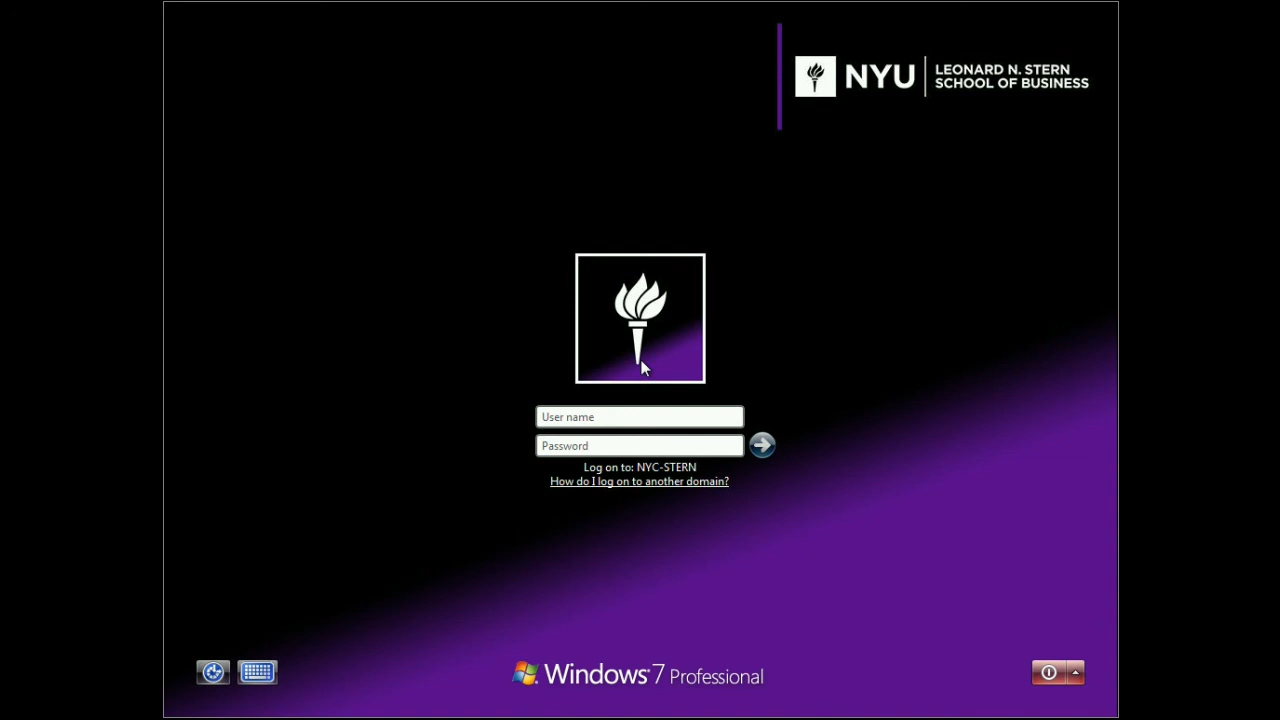 NYU
LEONARD N. STERN
SCHOOL OF BUSINESS
User name
Password
Log on to: NYC-STERN
How do I log on to another domain?
Windows 7 Professional